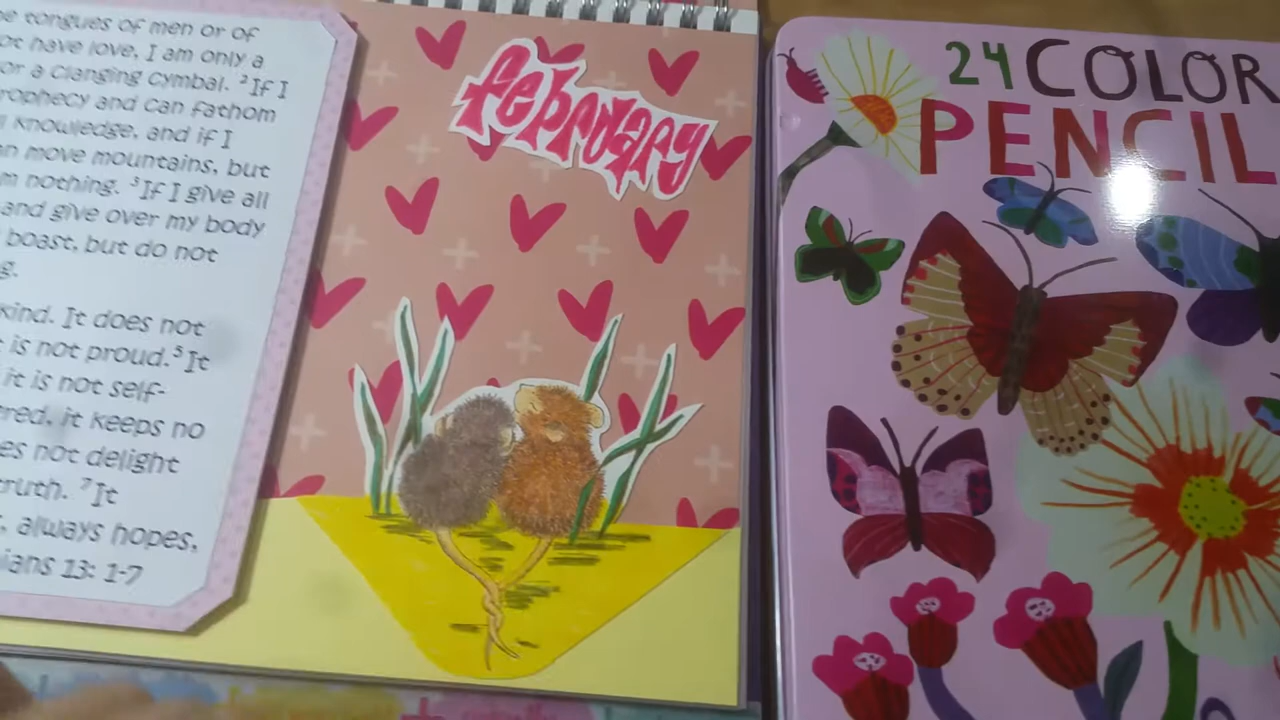 e tongues of men or of
ot have love, I am only a
or a clanging cymbal. ²If I
rophecy and can fathom
l knowledge, and if I
n move mountains, but
m nothing. ³If I give all
and give over my body
boast, but do not
g.
kind. It does not
is not proud. ⁵It
it is not self-
red, it keeps no
es not delight
truth. ⁷It
, always hopes,
ians 13: 1-7
february
24 COLOR
PENCIL